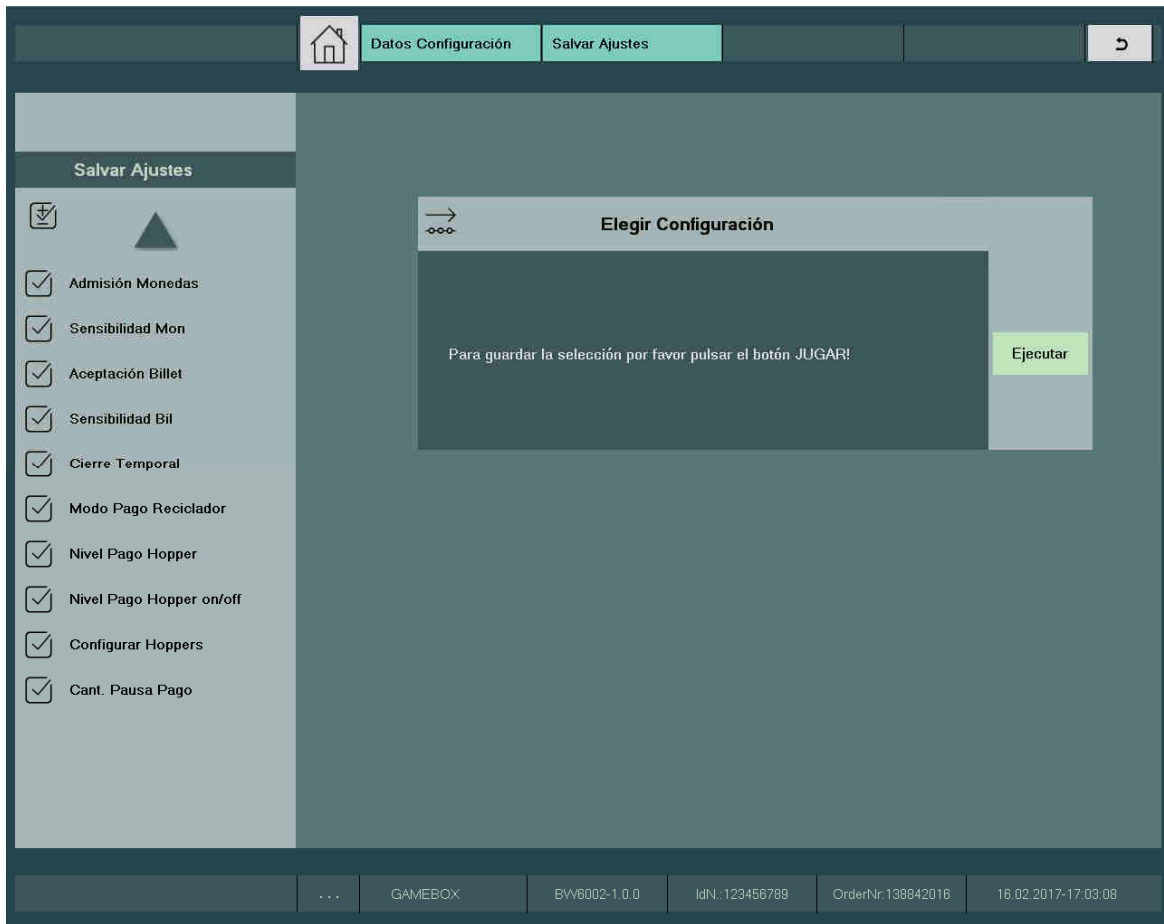 Datos Configuración
Salvar Ajustes
Salvar Ajustes
Admisión Monedas
Sensibilidad Mon
Aceptación Billet
Sensibilidad Bil
Cierre Temporal
Modo Pago Reciclador
Nivel Pago Hopper
Nivel Pago Hopper on/off
Configurar Hoppers
Cant. Pausa Pago
Elegir Configuración
Para guardar la selección por favor pulsar el botón JUGAR!
Ejecutar
...
GAMEBOX
BW6002-1.0.0
IdN.:123456789
OrderNr:138842016
16.02.2017-17:03:08